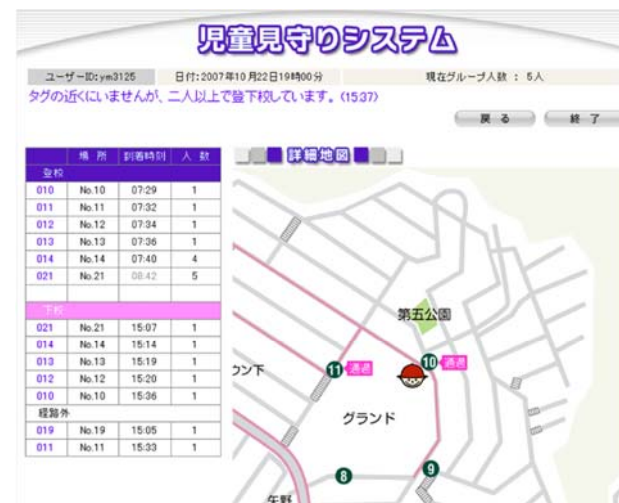 児童見守りシステム
ユーザーID:ym3125 日付:2007年10月22日19時00分 現在グループ人数 : 5人
タグの近くにいませんが、二人以上で登下校しています。(15:37)
戻る 終了
場所 到着時刻 人数
登校
010 No.10 07:29 1
011 No.11 07:32 1
012 No.12 07:34 1
013 No.13 07:36 1
014 No.14 07:40 4
021 No.21 08:42 5
下校
021 No.21 15:07 1
014 No.14 15:14 1
013 No.13 15:19 1
012 No.12 15:20 1
010 No.10 15:36 1
経路外
019 No.19 15:05 1
011 No.11 15:33 1
詳細地図
第五公園
ウン下
11 通過
10 通過
グランド
8
9
矢野